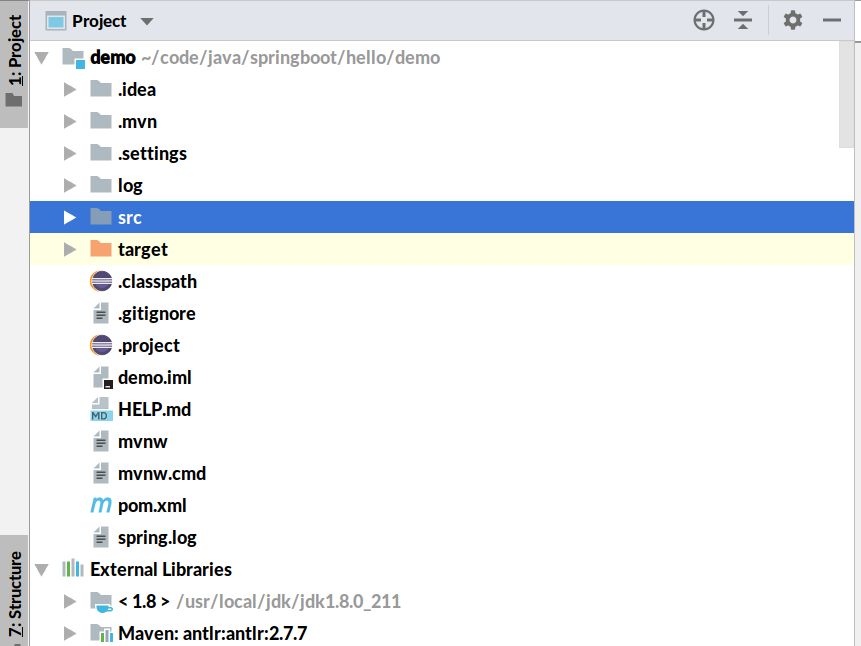 1: Project
Project
demo ~/code/java/springboot/hello/demo
.idea
.mvn
.settings
log
src
target
.classpath
.gitignore
.project
demo.iml
MD HELP.md
mvnw
mvnw.cmd
m pom.xml
spring.log
External Libraries
< 1.8 > /usr/local/jdk/jdk1.8.0_211
Maven: antlr:antlr:2.7.7
7: Structure